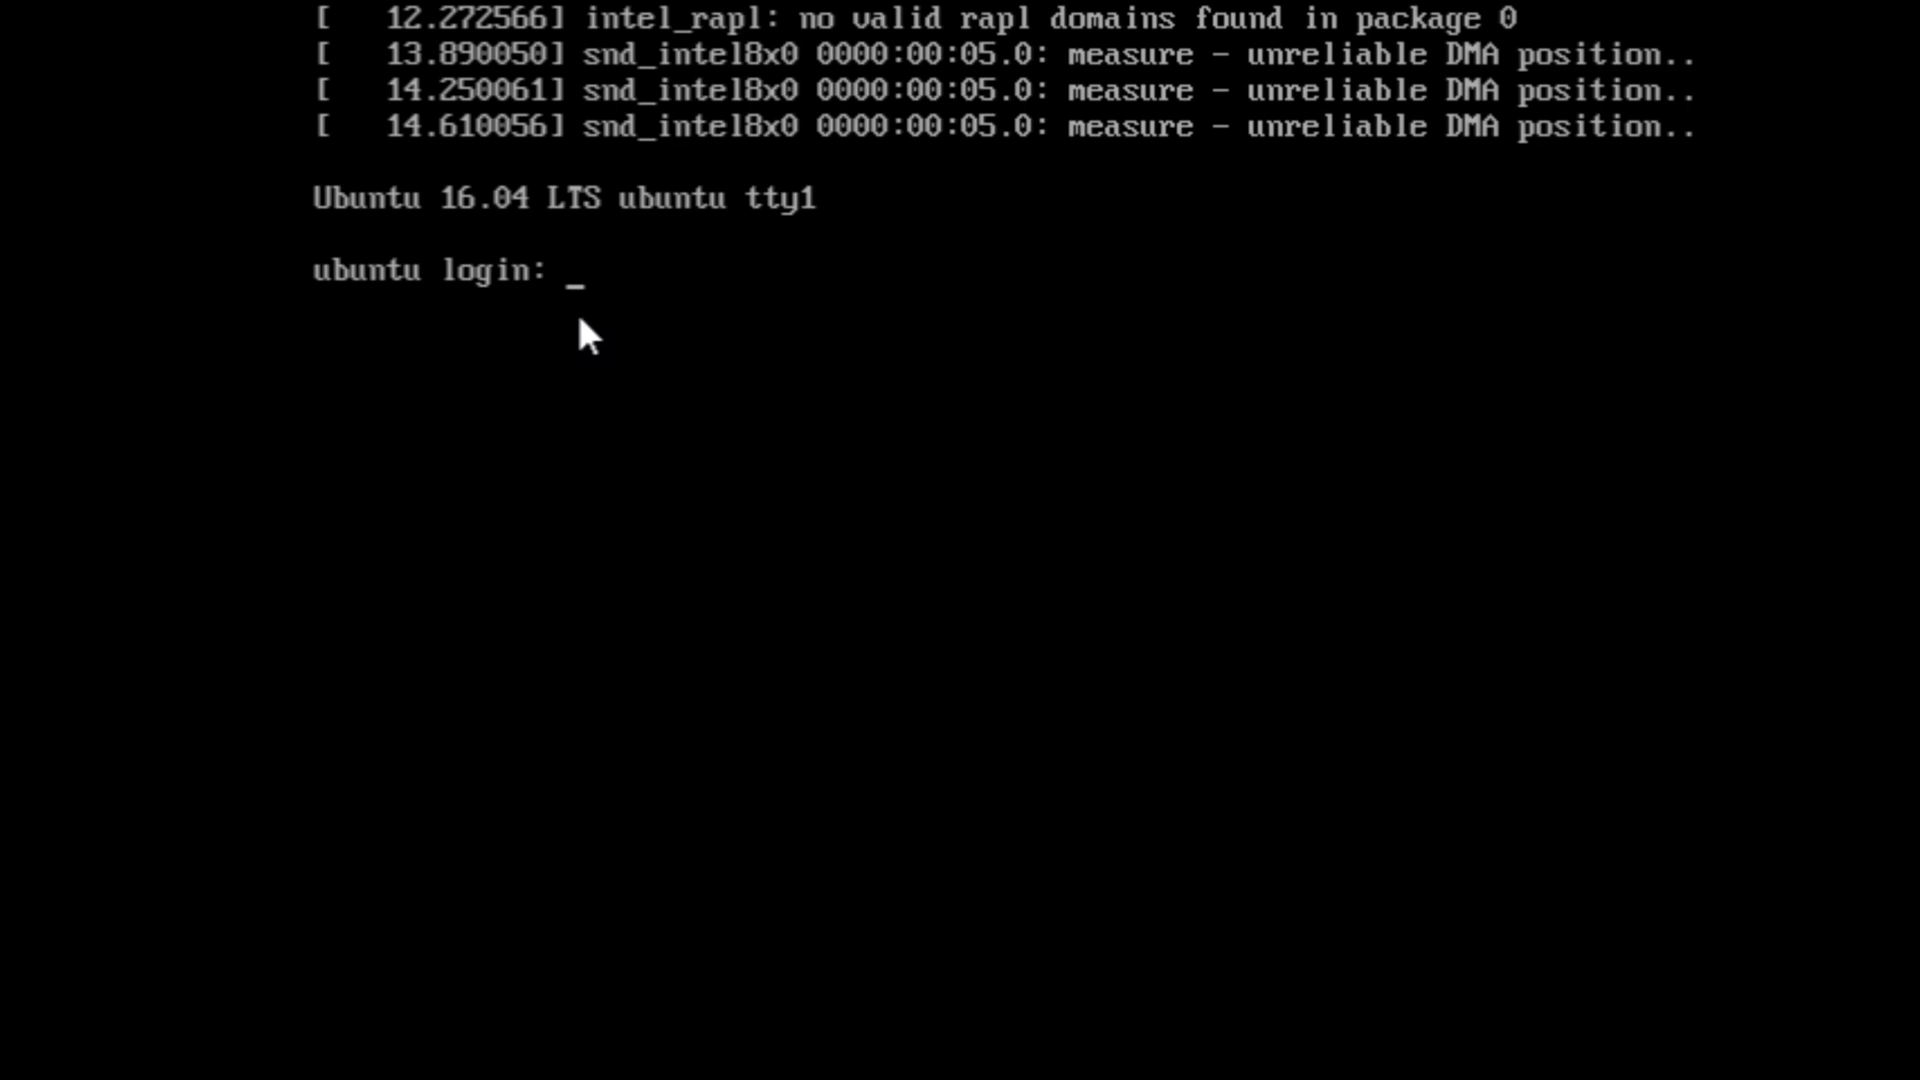 [   12.272566] intel_rapl: no valid rapl domains found in package 0
[   13.890050] snd_intel8x0 0000:00:05.0: measure - unreliable DMA position..
[   14.250061] snd_intel8x0 0000:00:05.0: measure - unreliable DMA position..
[   14.610056] snd_intel8x0 0000:00:05.0: measure - unreliable DMA position..
Ubuntu 16.04 LTS ubuntu tty1
ubuntu login: _